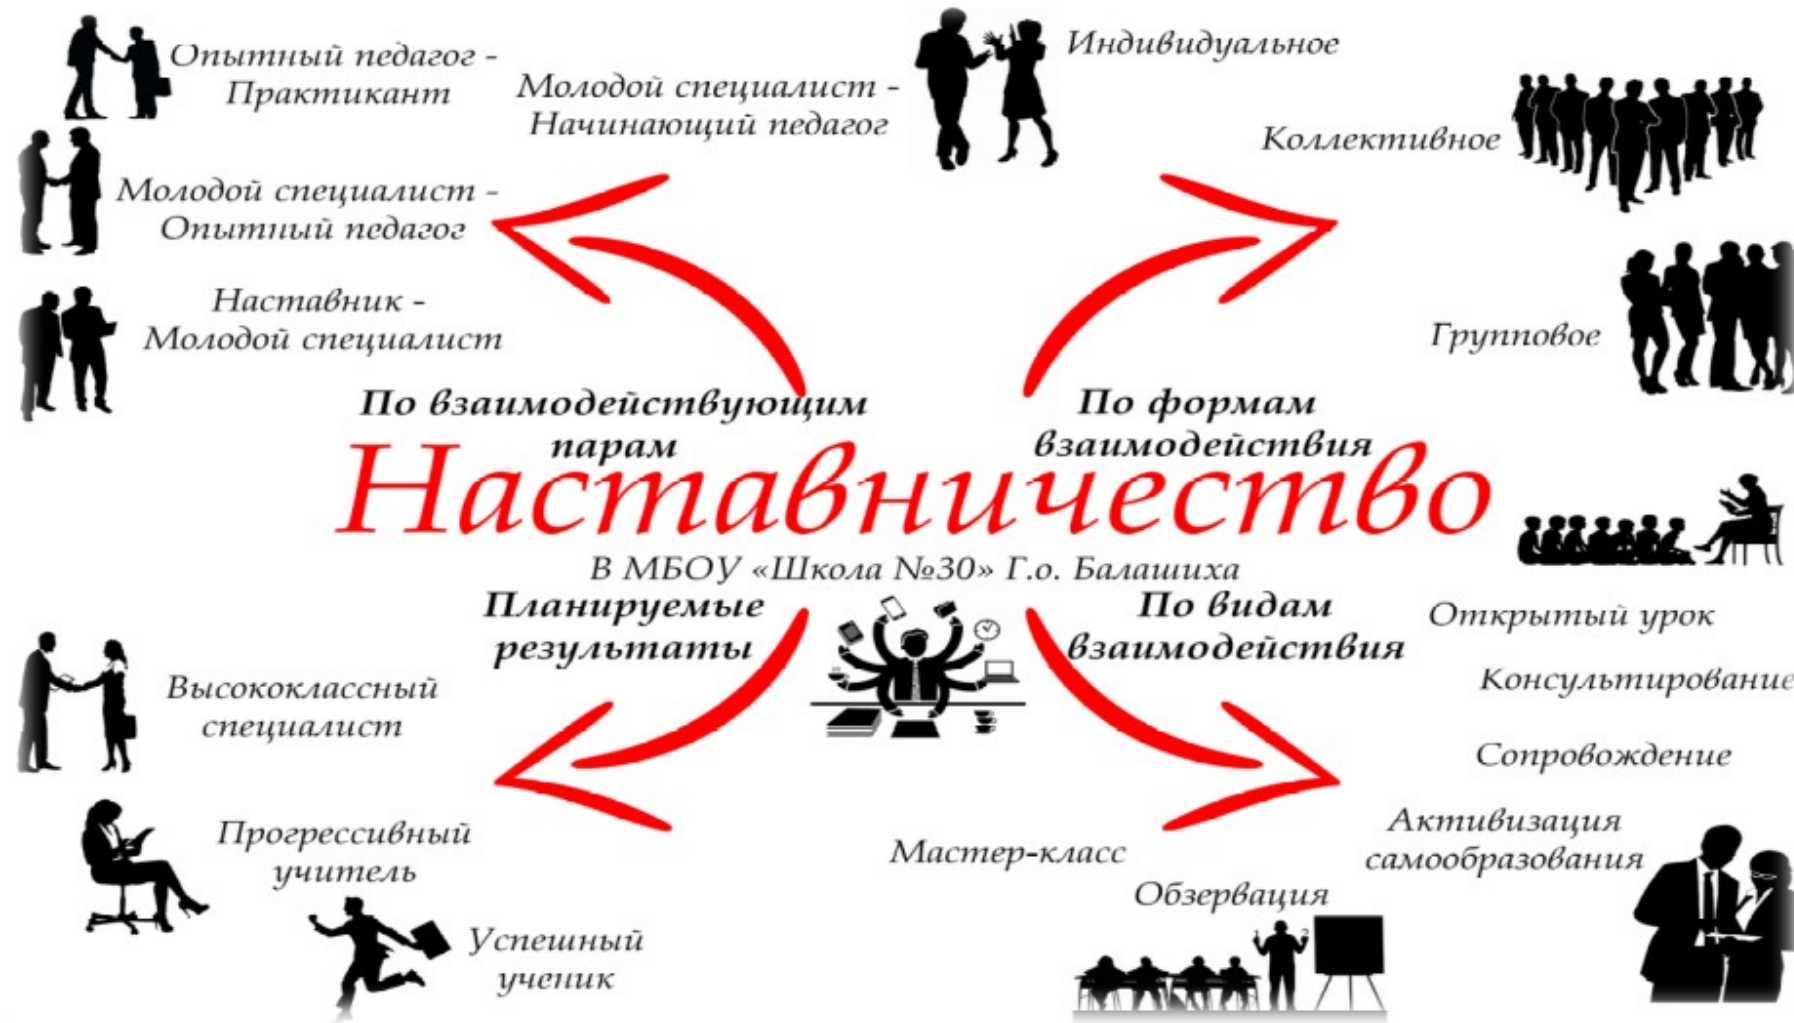 Опытный педагог -
Практикант
Молодой специалист -
Начинающий педагог
Индивидуальное
Коллективное
Молодой специалист -
Опытный педагог
Наставник -
Молодой специалист
Групповое
По взаимодействующим
парам
По формам
взаимодействия
Наставничество
В МБОУ «Школа №30» Г.о. Балашиха
Планируемые
результаты
По видам
взаимодействия
Высококлассный
специалист
Прогрессивный
учитель
Успешный
ученик
Открытый урок
Консультирование
Сопровождение
Активизация
самообразования
Мастер-класс
Обзервация
1 2